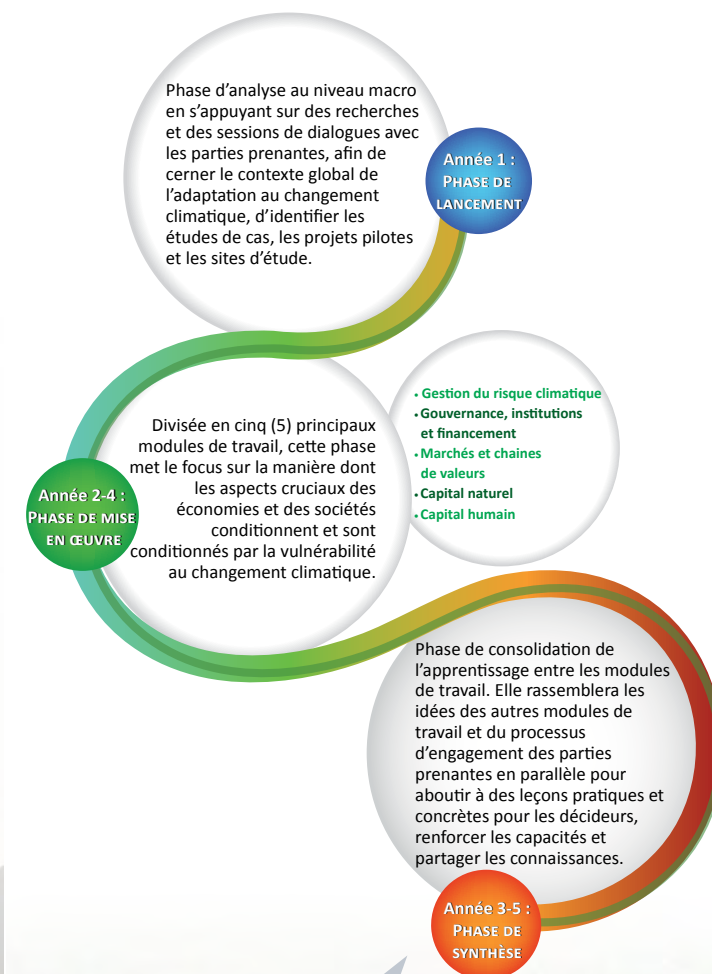 Phase d’analyse au niveau macro
en s’appuyant sur des recherches
et des sessions de dialogues avec
les parties prenantes, afin de
cerner le contexte global de
l’adaptation au changement
climatique, d’identifier les
études de cas, les projets pilotes
et les sites d’étude.
Année 1 :
PHASE DE
LANCEMENT
Année 2-4 :
PHASE DE MISE
EN ŒUVRE
Divisée en cinq (5) principaux
modules de travail, cette phase
met le focus sur la manière dont
les aspects cruciaux des
économies et des sociétés
conditionnent et sont
conditionnés par la vulnérabilité
au changement climatique.
• Gestion du risque climatique
• Gouvernance, institutions
et financement
• Marchés et chaines
de valeurs
• Capital naturel
• Capital humain
Phase de consolidation de
l’apprentissage entre les modules
de travail. Elle rassemblera les
idées des autres modules de
travail et du processus
d’engagement des parties
prenantes en parallèle pour
aboutir à des leçons pratiques et
concrètes pour les décideurs,
renforcer les capacités et
partager les connaissances.
Année 3-5 :
PHASE DE
SYNTHÈSE